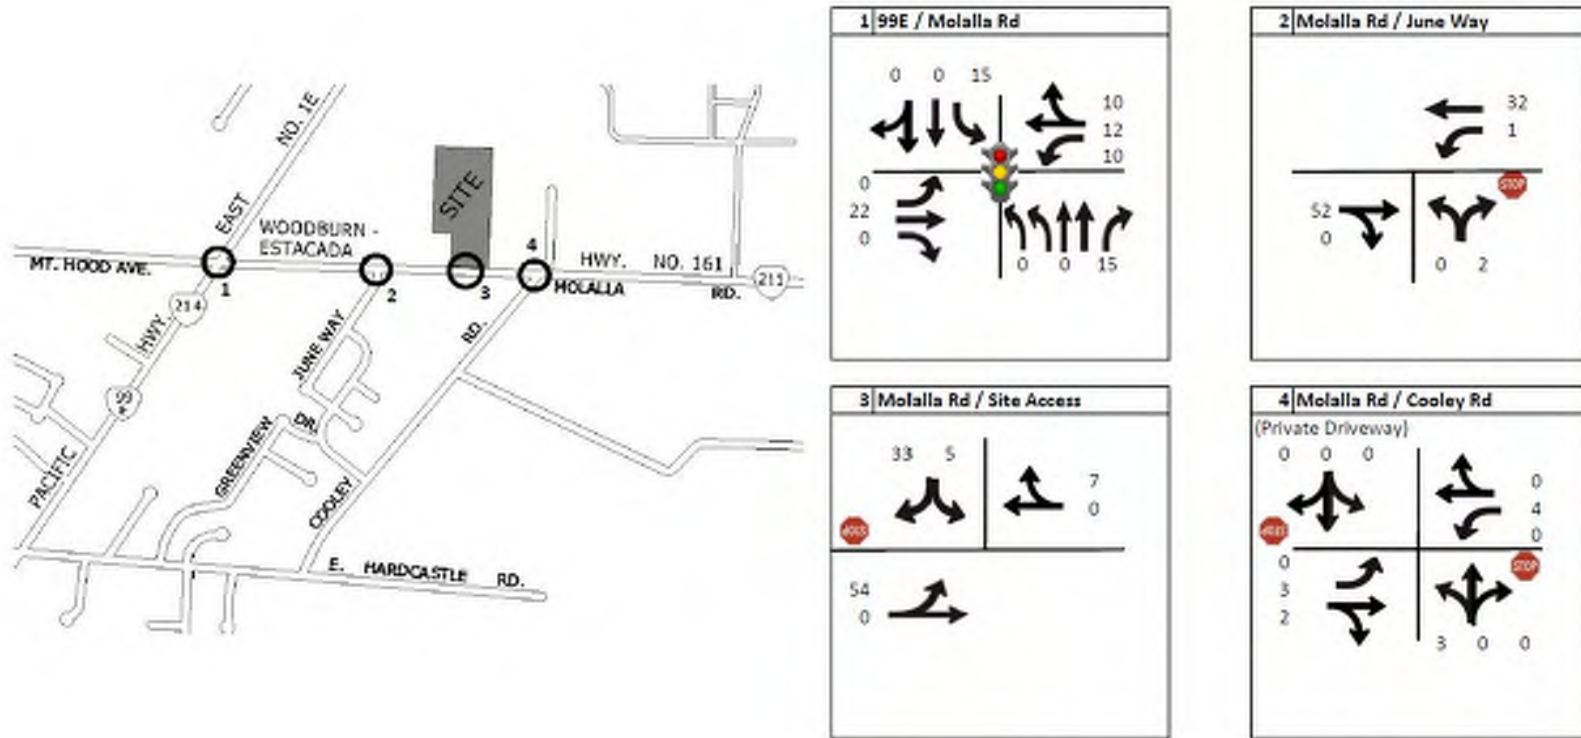 NO. 1E
EAST
SITE
WOODBURN -
ESTACADA
4
HWY. NO. 161
MT. HOOD AVE.
1
2
3
MOLALLA
RD.
211
214
HWY.
JUNE WAY
RD.
99
E
GREENVIEW
DR.
PACIFIC
COOLEY
E. HARDCASTLE RD.
1 99E / Molalla Rd
0 0 15
10
12
10
0
22
0
0 0 15
2 Molalla Rd / June Way
32
1
STOP
52
0
0 2
3 Molalla Rd / Site Access
33 5
7
0
STOP
54
0
4 Molalla Rd / Cooley Rd
(Private Driveway)
0 0 0
0
4
0
STOP
0
3
2
STOP
3 0 0